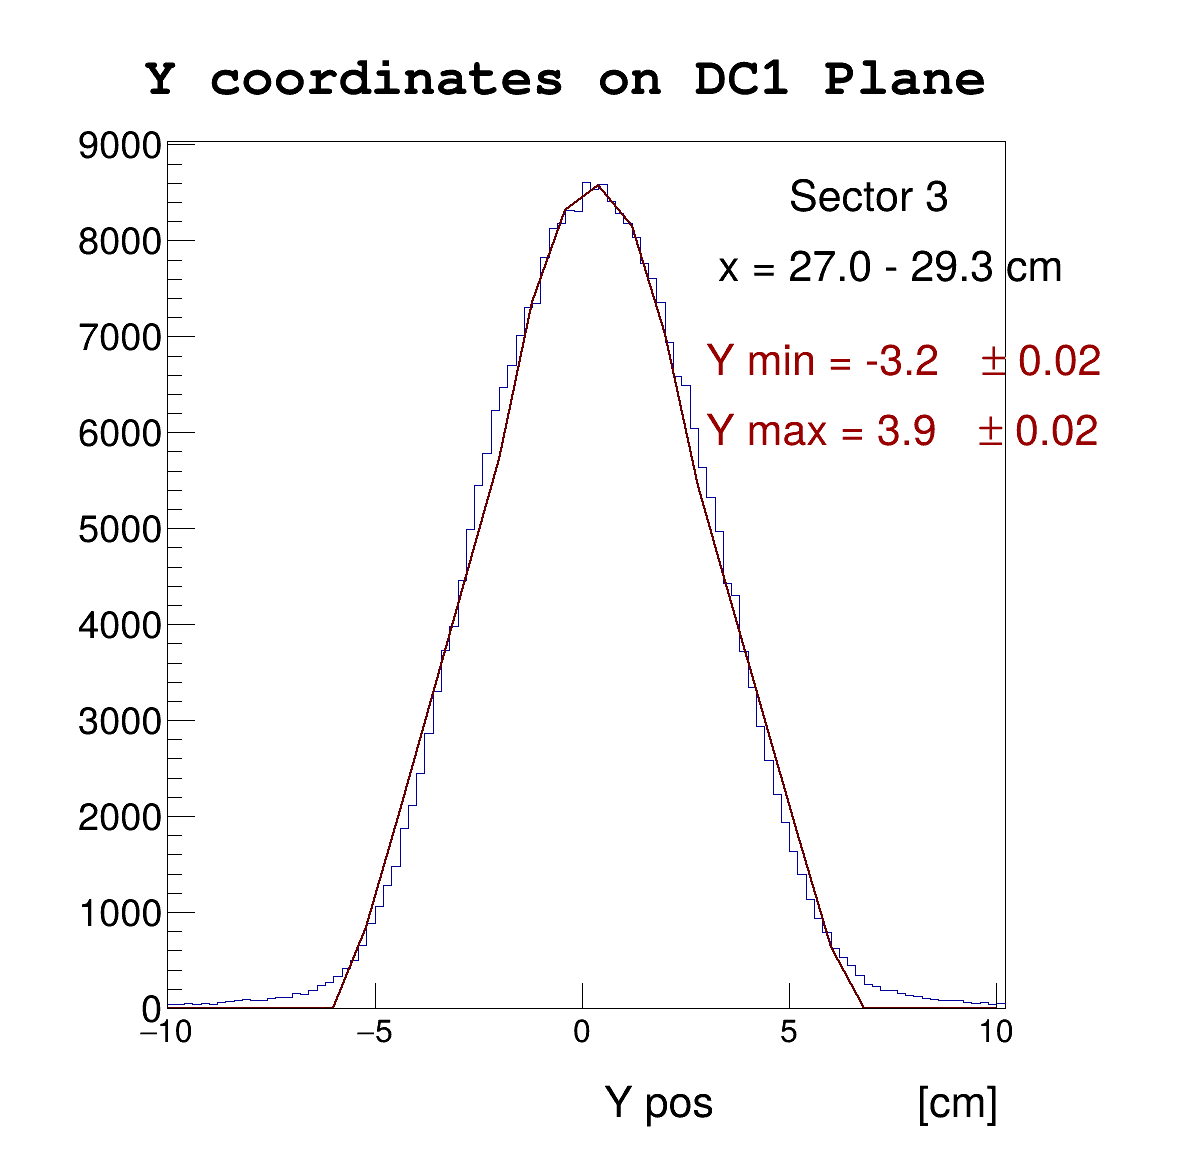 Y coordinates on DC1 Plane
9000
Sector 3
8000
x = 27.0 - 29.3 cm
7000
Y min = -3.2 ± 0.02
6000
Y max = 3.9 ± 0.02
5000
4000
3000
2000
1000
0
−10 −5 0 5 10
Y pos [cm]